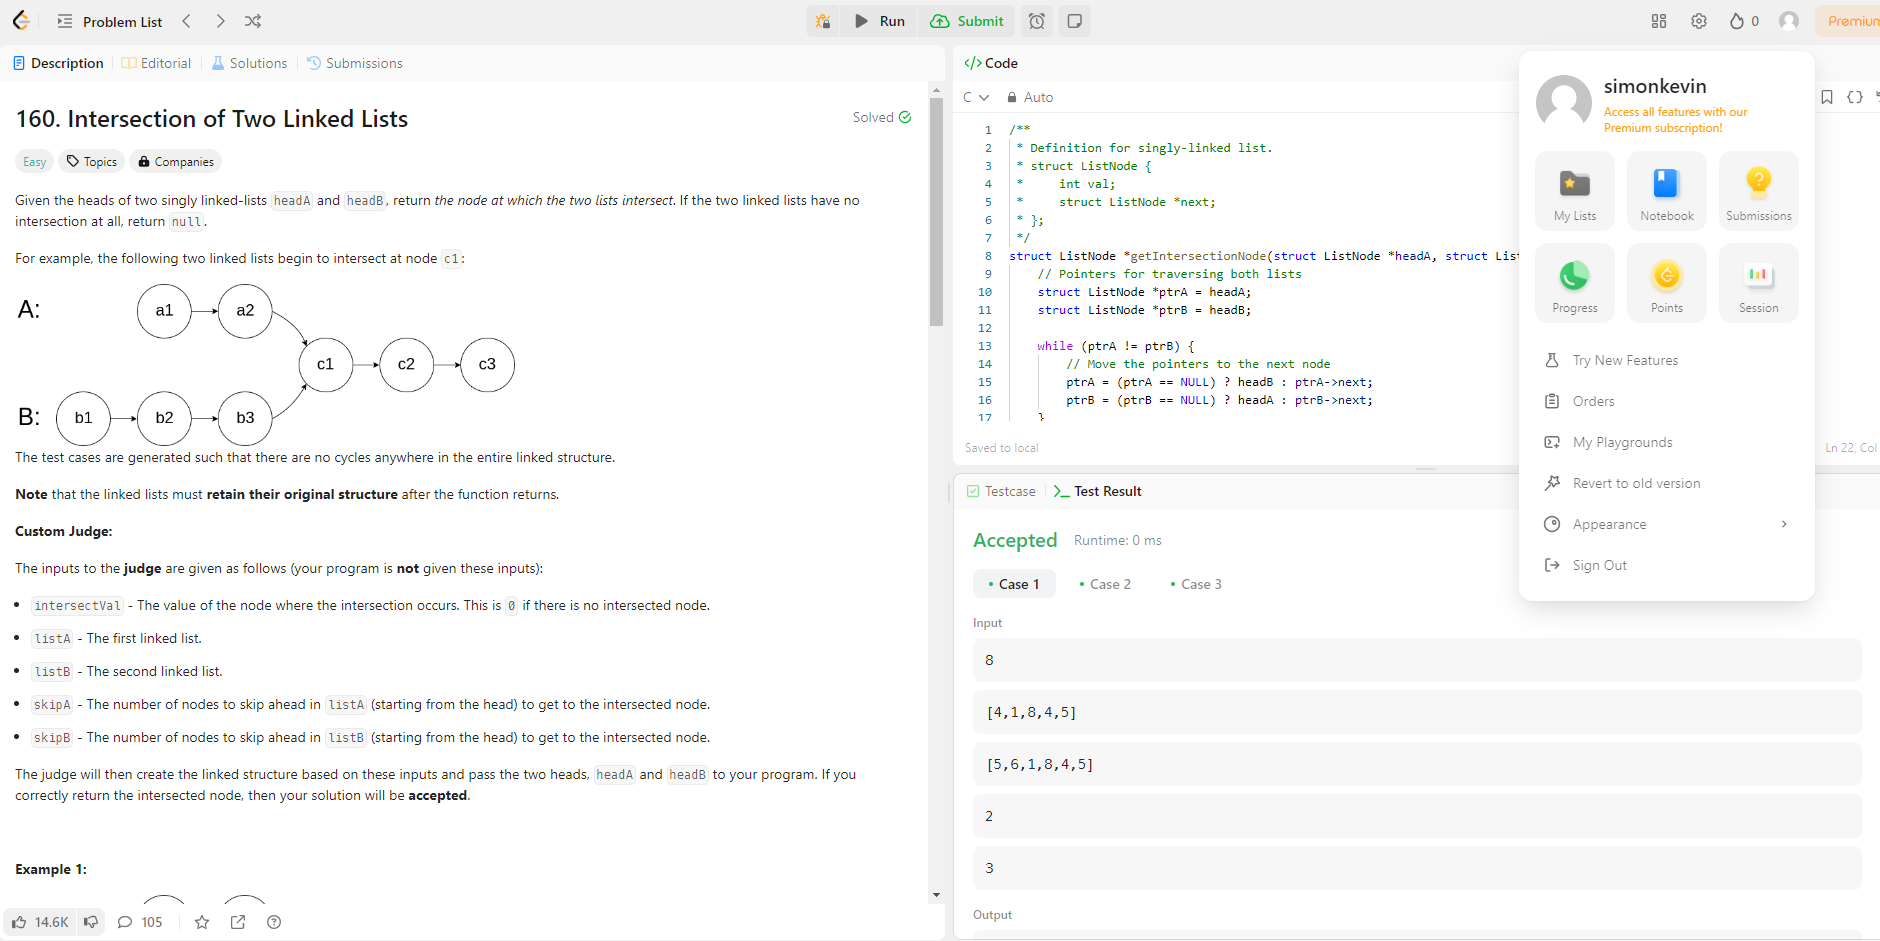 Problem List
Run
Submit
0
Premium
Description
Editorial
Solutions
Submissions
160. Intersection of Two Linked Lists
Solved
Easy
Topics
Companies
Given the heads of two singly linked-lists headA and headB, return the node at which the two lists intersect. If the two linked lists have no
intersection at all, return null.
For example, the following two linked lists begin to intersect at node c1:
A:
a1
a2
c1
c2
c3
B:
b1
b2
b3
The test cases are generated such that there are no cycles anywhere in the entire linked structure.
Note that the linked lists must retain their original structure after the function returns.
Custom Judge:
The inputs to the judge are given as follows (your program is not given these inputs):
• intersectVal - The value of the node where the intersection occurs. This is 0 if there is no intersected node.
• listA - The first linked list.
• listB - The second linked list.
• skipA - The number of nodes to skip ahead in listA (starting from the head) to get to the intersected node.
• skipB - The number of nodes to skip ahead in listB (starting from the head) to get to the intersected node.
The judge will then create the linked structure based on these inputs and pass the two heads, headA and headB to your program. If you
correctly return the intersected node, then your solution will be accepted.
Example 1:
14.6K
105
</> Code
C
Auto
1 /**
2 * Definition for singly-linked list.
3 * struct ListNode {
4 * int val;
5 * struct ListNode *next;
6 * };
7 */
8 struct ListNode *getIntersectionNode(struct ListNode *headA, struct List
9 // Pointers for traversing both lists
10 struct ListNode *ptrA = headA;
11 struct ListNode *ptrB = headB;
12
13 while (ptrA != ptrB) {
14 // Move the pointers to the next node
15 ptrA = (ptrA == NULL) ? headB : ptrA->next;
16 ptrB = (ptrB == NULL) ? headA : ptrB->next;
17 }
Saved to local
Ln 22, Col
Testcase
Test Result
Accepted
Runtime: 0 ms
• Case 1
• Case 2
• Case 3
Input
8
[4,1,8,4,5]
[5,6,1,8,4,5]
2
3
Output
simonkevin
Access all features with our
Premium subscription!
My Lists
Notebook
Submissions
Progress
Points
Session
Try New Features
Orders
My Playgrounds
Revert to old version
Appearance
Sign Out